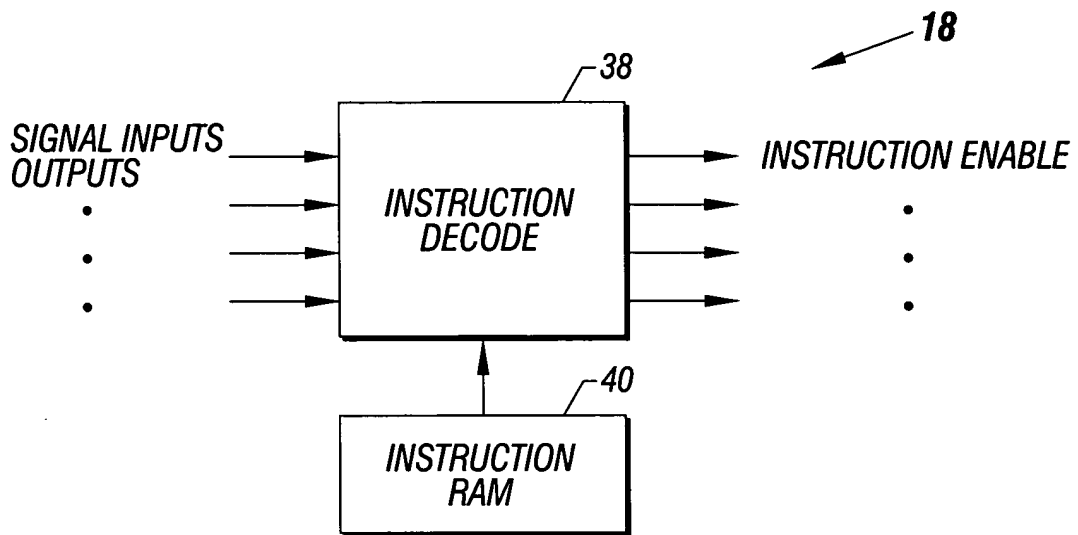 18
38
SIGNAL INPUTS
OUTPUTS
INSTRUCTION
DECODE
INSTRUCTION ENABLE
40
INSTRUCTION
RAM